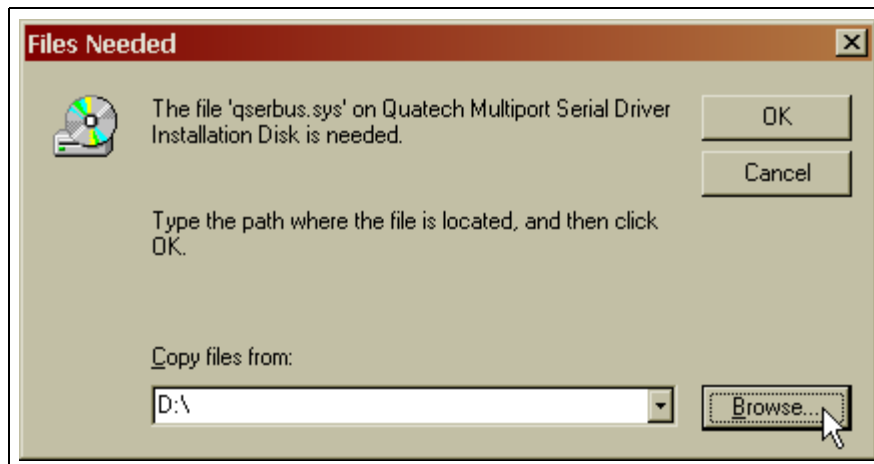 Files Needed
The file 'qserbus.sys' on Quatech Multiport Serial Driver
Installation Disk is needed.
OK
Cancel
Type the path where the file is located, and then click
OK.
Copy files from:
D:\
Browse...